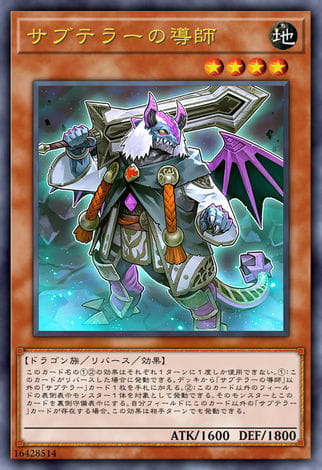 サブテラーの導師
地
【ドラゴン族/リバース/効果】
このカード名の①②の効果はそれぞれ1ターンに1度しか使用できない。①:
このカードがリバースした場合に発動できる。デッキから「サブテラーの導師」以
外の「サブテラー」カード1枚を手札に加える。②:このカード以外のフィール
ドの表側表示モンスター1体を対象として発動できる。そのモンスターとこの
カードを裏側守備表示にする。自分フィールドにこのカード以外の「サブテラー」
カードが存在する場合、この効果は相手ターンでも発動できる。
ATK/1600 DEF/1800
16428514